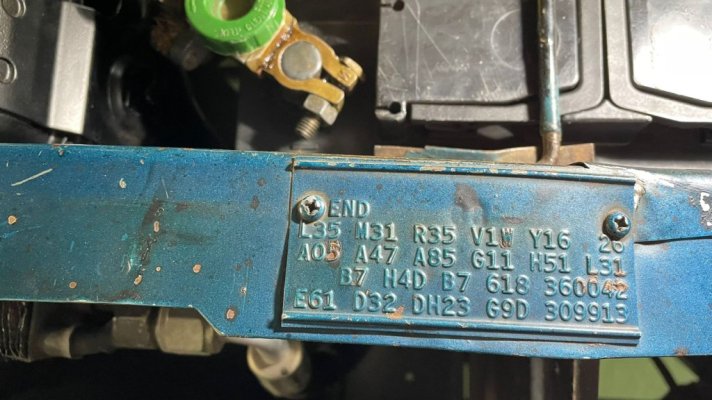 END
L35 M31 R35 V1W Y16 26
A05 A47 A85 G11 H51 L31
B7 H4D B7 618 360042
E61 D32 DH23 G9D 309913